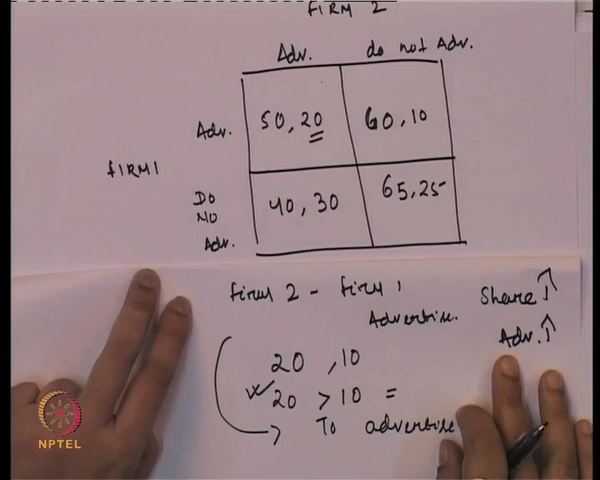 FIRM 2
Adv. do not Adv.
Adv. 50, 20 60, 10
FIRM 1
DO NO Adv. 40, 30 65, 25
Firm 2 - Firm 1
Advertise.
Share ↑
Adv. ↑
20 , 10
20 > 10 =
To advertise
NPTEL